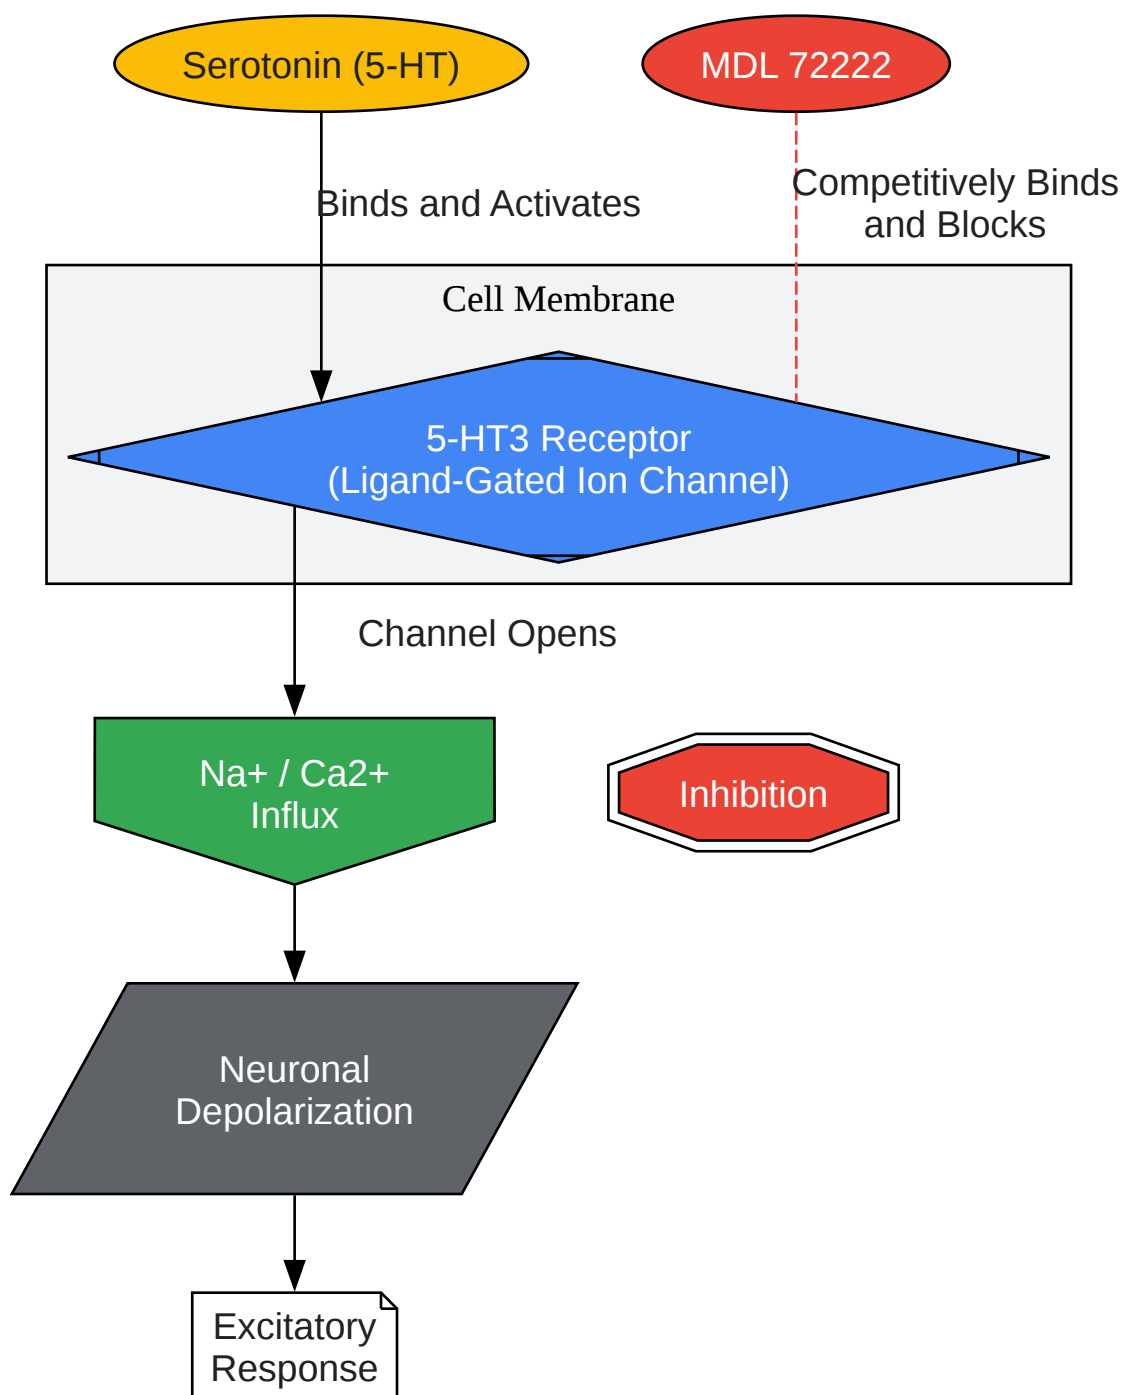 Serotonin (5-HT)
MDL 72222
Binds and Activates
Competitively Binds
and Blocks
Cell Membrane
5-HT3 Receptor
(Ligand-Gated Ion Channel)
Channel Opens
Na+ / Ca2+
Influx
Inhibition
Neuronal
Depolarization
Excitatory
Response